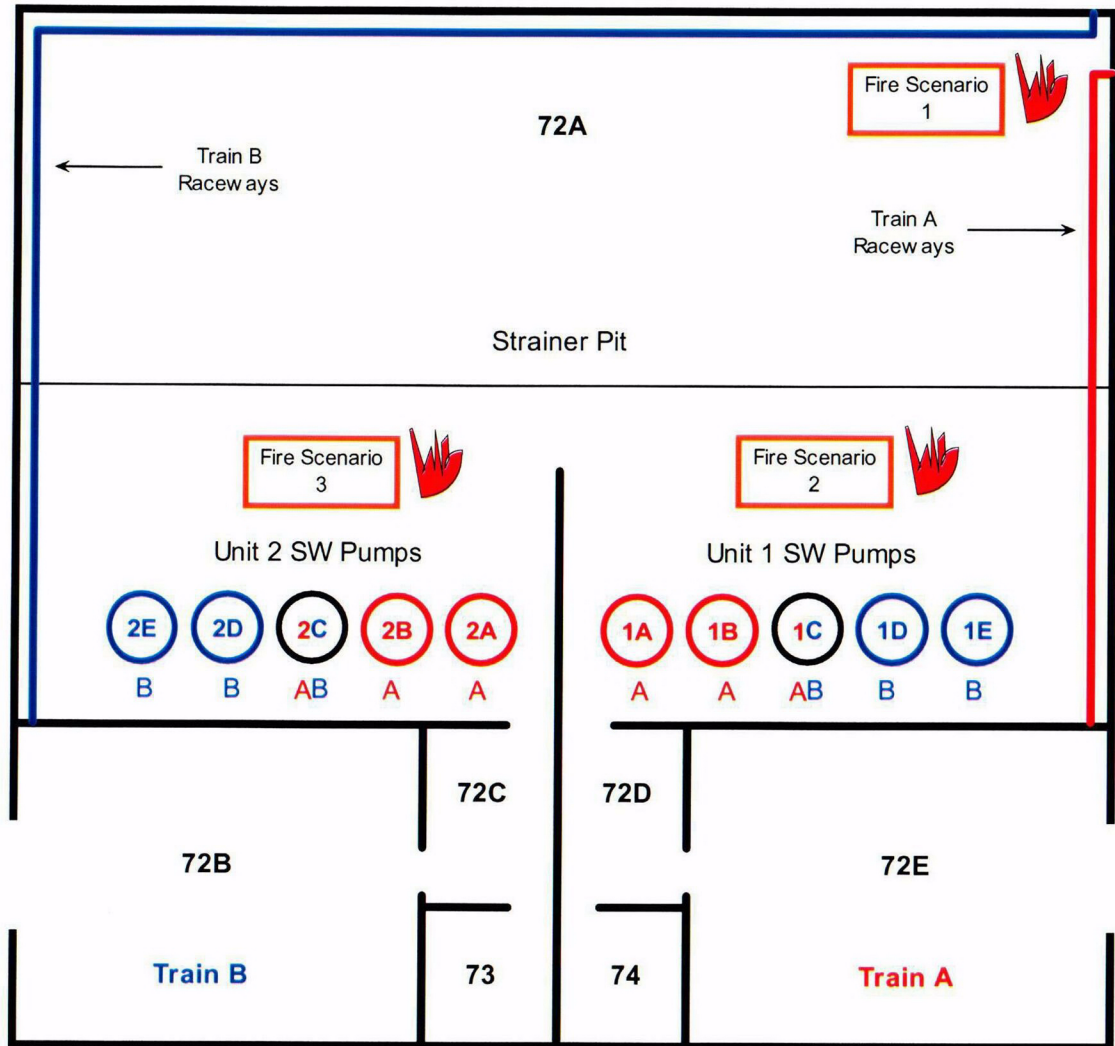 Fire Scenario
1
72A
Train B
Raceways
Train A
Raceways
Strainer Pit
Fire Scenario
3
Fire Scenario
2
Unit 2 SW Pumps
Unit 1 SW Pumps
2E 2D 2C 2B 2A 1A 1B 1C 1D 1E
B B AB A A A A AB B B
72C 72D
72B 72E
Train B 73 74 Train A